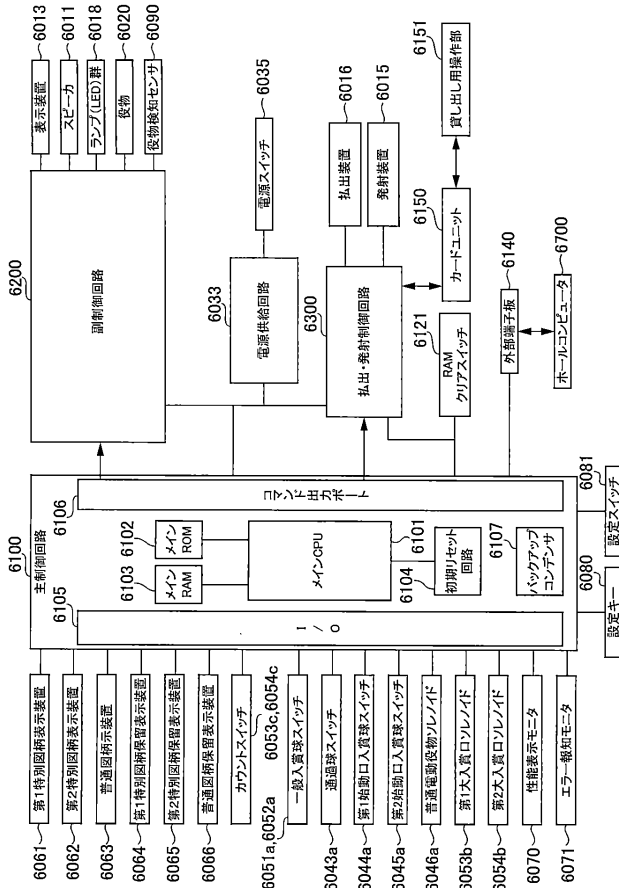 6061
第1特別図柄表示装置
6062
第2特別図柄表示装置
6063
普通図柄示装置
6064
第1特別図柄保留表示装置
6065
第2特別図柄保留表示装置
6066
普通図柄保留表示装置
カウントスイッチ
6053c,6054c
6051a,6052a
一般入賞球スイッチ
6043a
通過球スイッチ
6044a
第1始動口入賞球スイッチ
6045a
第2始動口入賞球スイッチ
6046a
普通電動役物ソレノイド
6053b
第1大入賞口ソレノイド
6054b
第2大入賞口ソレノイド
6070
性能表示モニタ
6071
エラー報知モニタ
6100
主制御回路
6105
I/O
6103
メイン
RAM
6102
メイン
ROM
6101
メインCPU
6104
初期リセット
回路
6107
バックアップ
コンデンサ
6106
コマンド出力ポート
6080
設定キー
6081
設定スイッチ
6200
副制御回路
6013
表示装置
6011
スピーカ
6018
ランプ(LED)群
6020
役物
6090
役物検知センサ
6033
電源供給回路
6035
電源スイッチ
6300
払出・発射制御回路
6016
払出装置
6015
発射装置
6121
RAM
クリアスイッチ
6150
カードユニット
6151
貸し出し用操作部
6140
外部端子板
6700
ホールコンピュータ